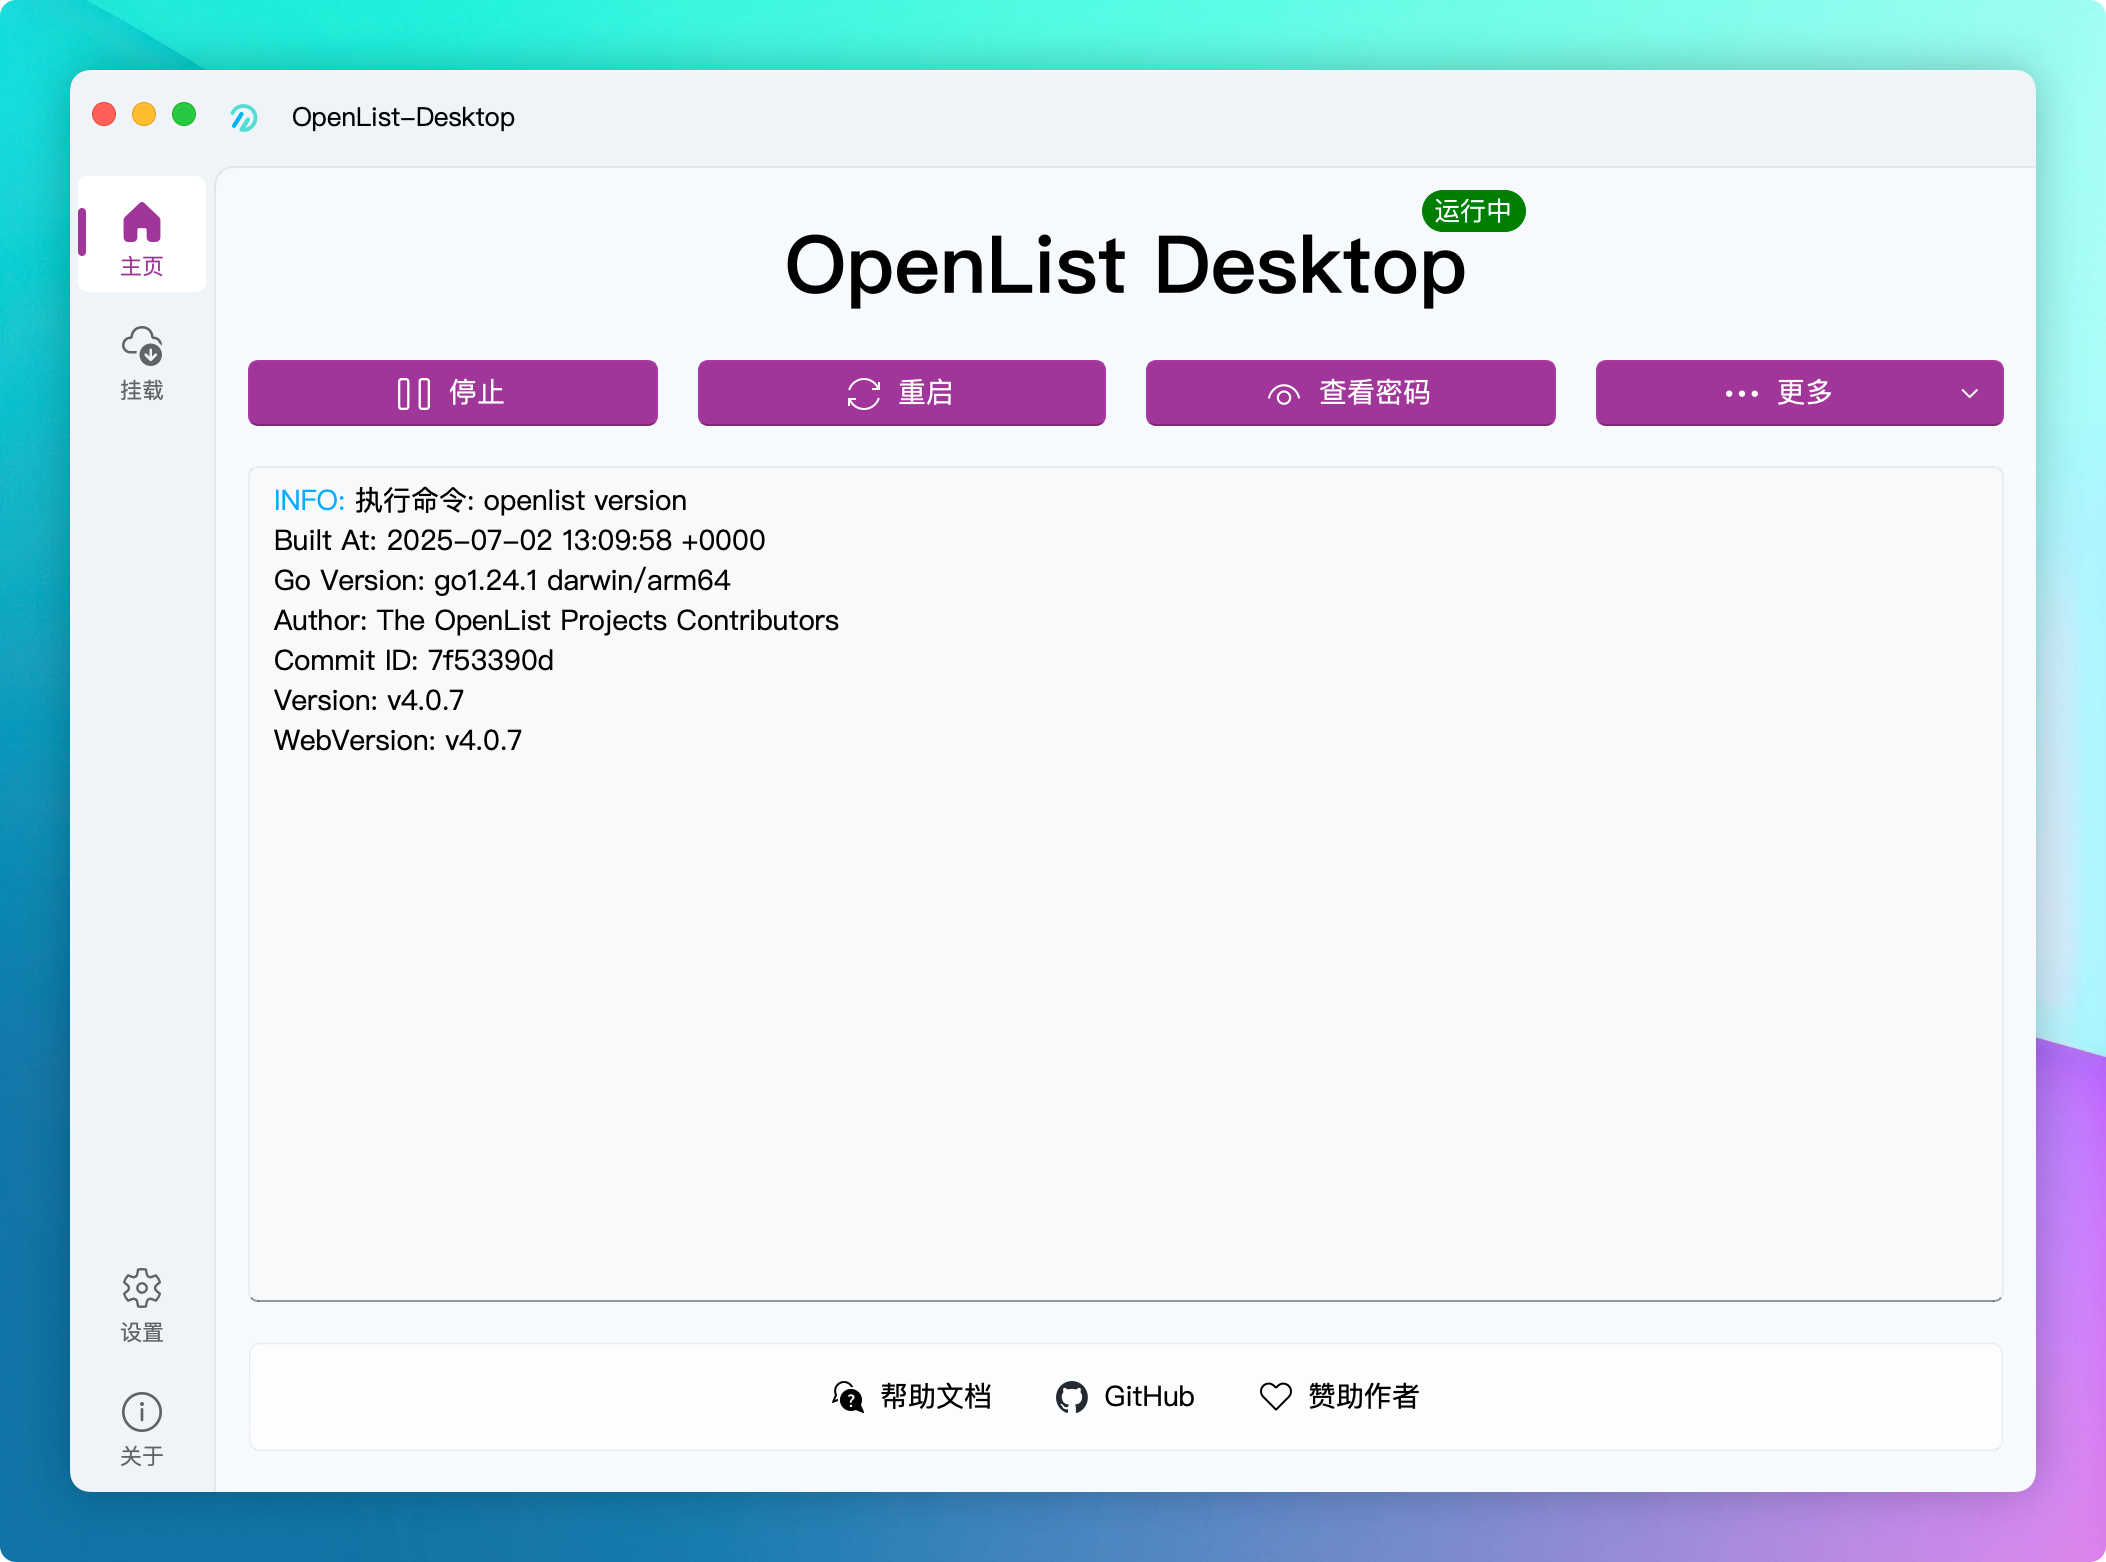 OpenList-Desktop
主页
挂载
设置
关于
运行中
OpenList Desktop
停止
重启
查看密码
更多
INFO: 执行命令: openlist version
Built At: 2025-07-02 13:09:58 +0000
Go Version: go1.24.1 darwin/arm64
Author: The OpenList Projects Contributors
Commit ID: 7f53390d
Version: v4.0.7
WebVersion: v4.0.7
帮助文档
GitHub
赞助作者